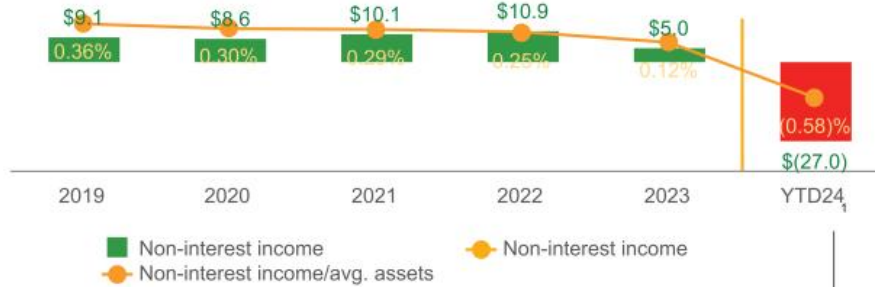 $9.1 $8.6 $10.1 $10.9 $5.0
0.36% 0.30% 0.29% 0.25% 0.12%
(0.58)%
$(27.0)
2019 2020 2021 2022 2023 YTD24 1
Non-interest income Non-interest income
Non-interest income/avg. assets